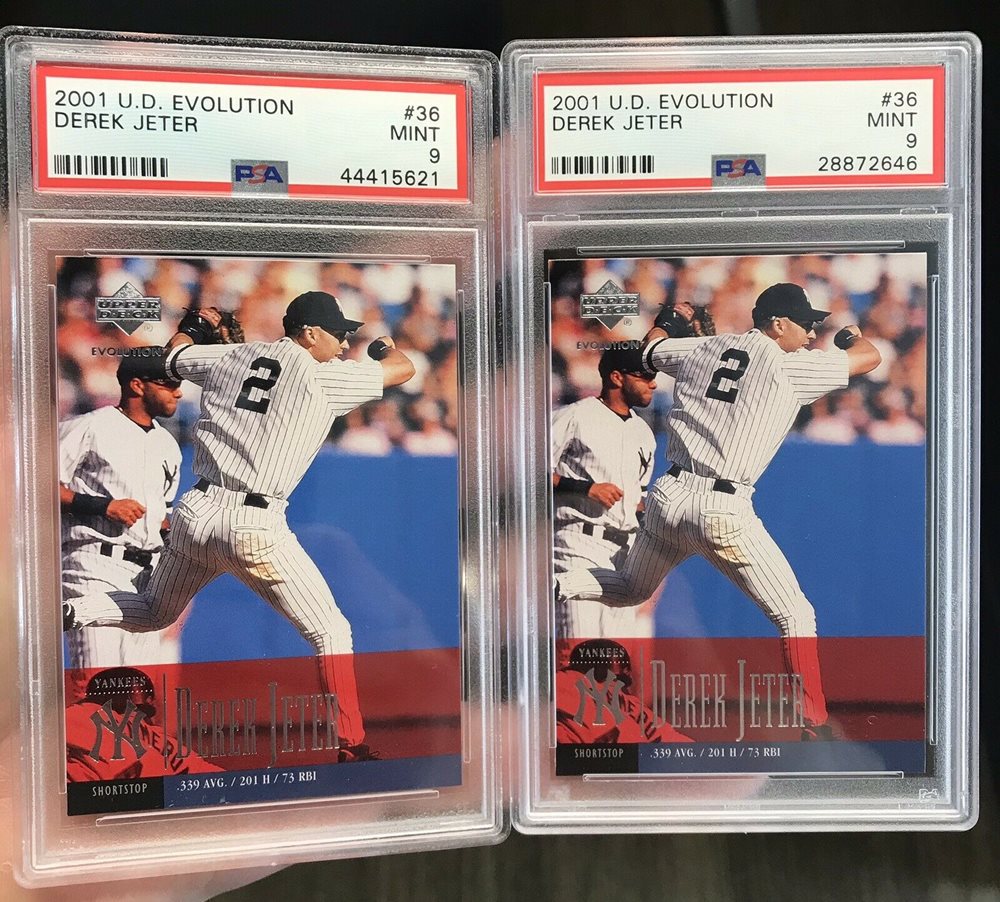 2001 U.D. EVOLUTION #36
DEREK JETER MINT
9
PSA 44415621
UPPER
DECK
®
EVOLUTION
2
NY
YANKEES
NY
DEREK JETER
SHORTSTOP
.339 AVG. / 201 H / 73 RBI
2001 U.D. EVOLUTION #36
DEREK JETER MINT
9
PSA 28872646
UPPER
DECK
®
EVOLUTION
2
NY
YANKEES
NY
DEREK JETER
SHORTSTOP
.339 AVG. / 201 H / 73 RBI